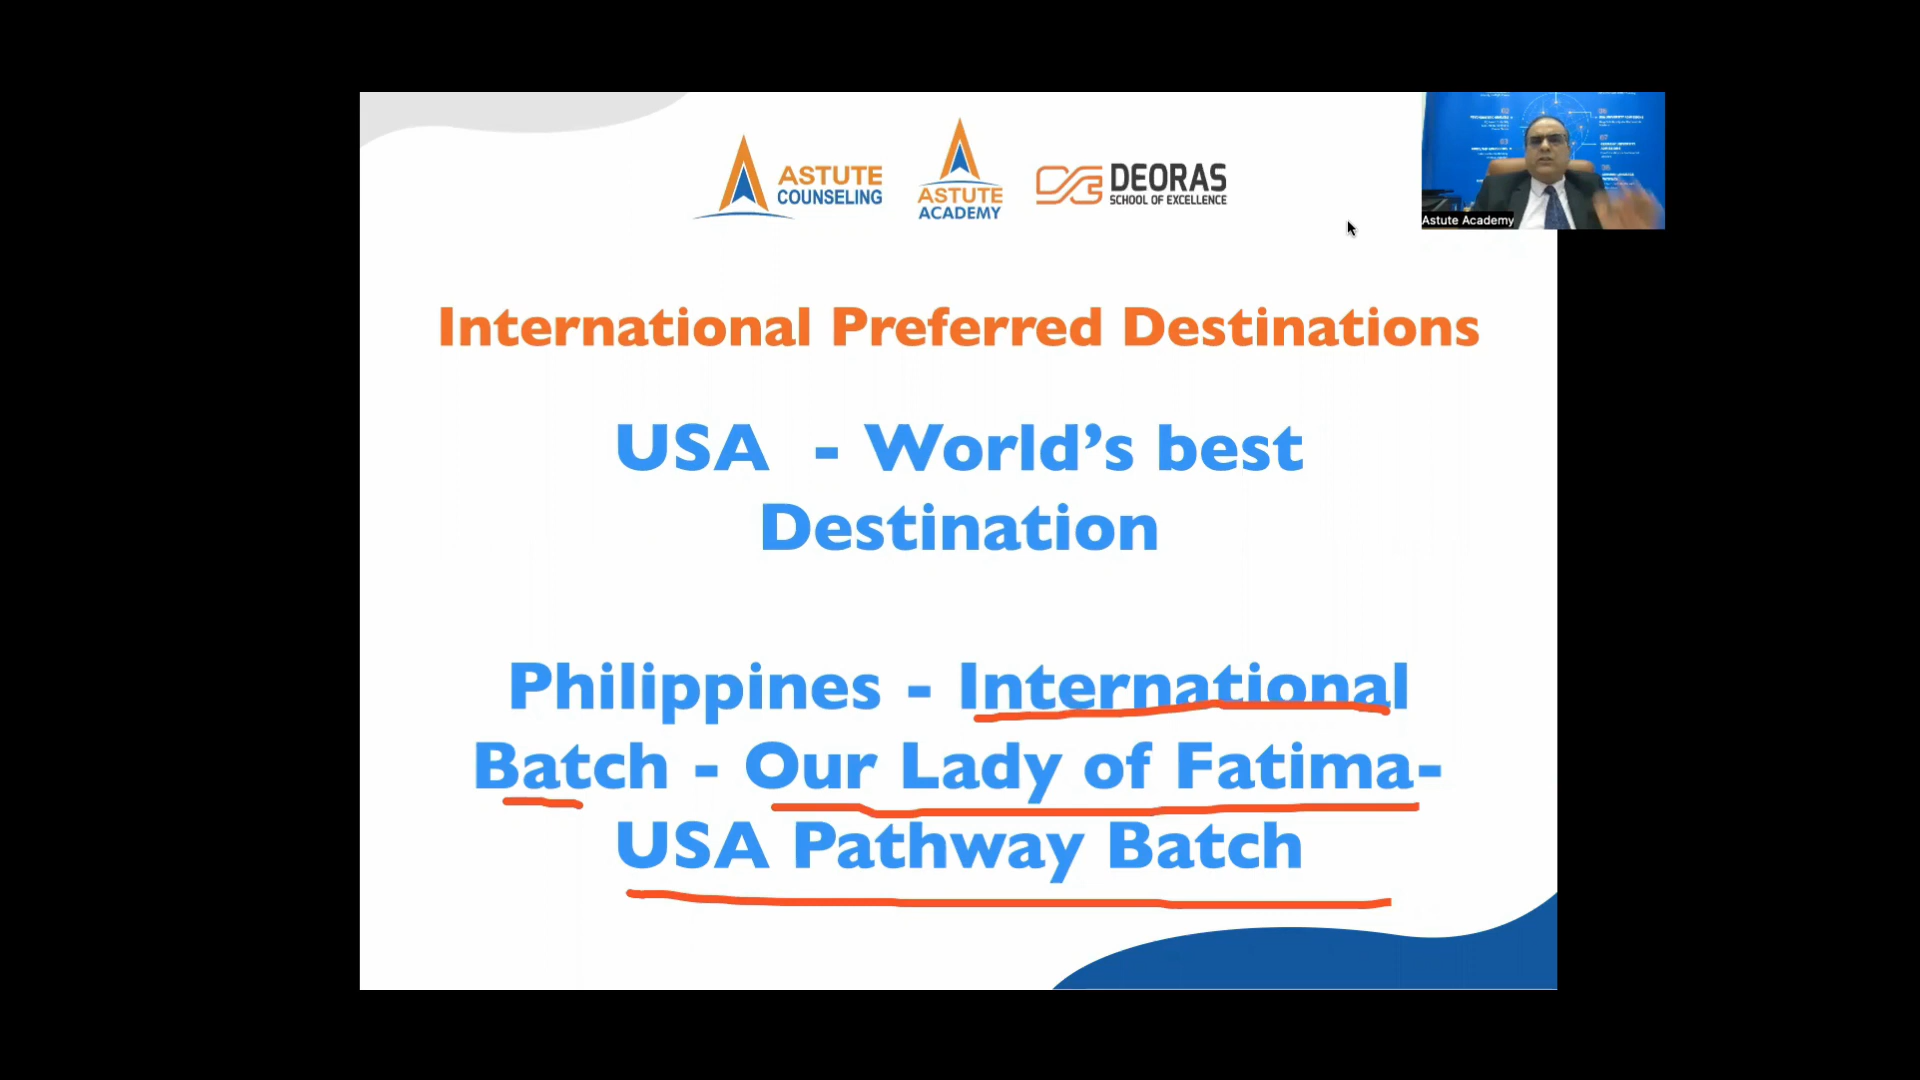 ASTUTE
COUNSELING
ASTUTE
ACADEMY
DEORAS
SCHOOL OF EXCELLENCE
Astute Academy
International Preferred Destinations
USA - World's best
Destination
Philippines - International
Batch - Our Lady of Fatima-
USA Pathway Batch